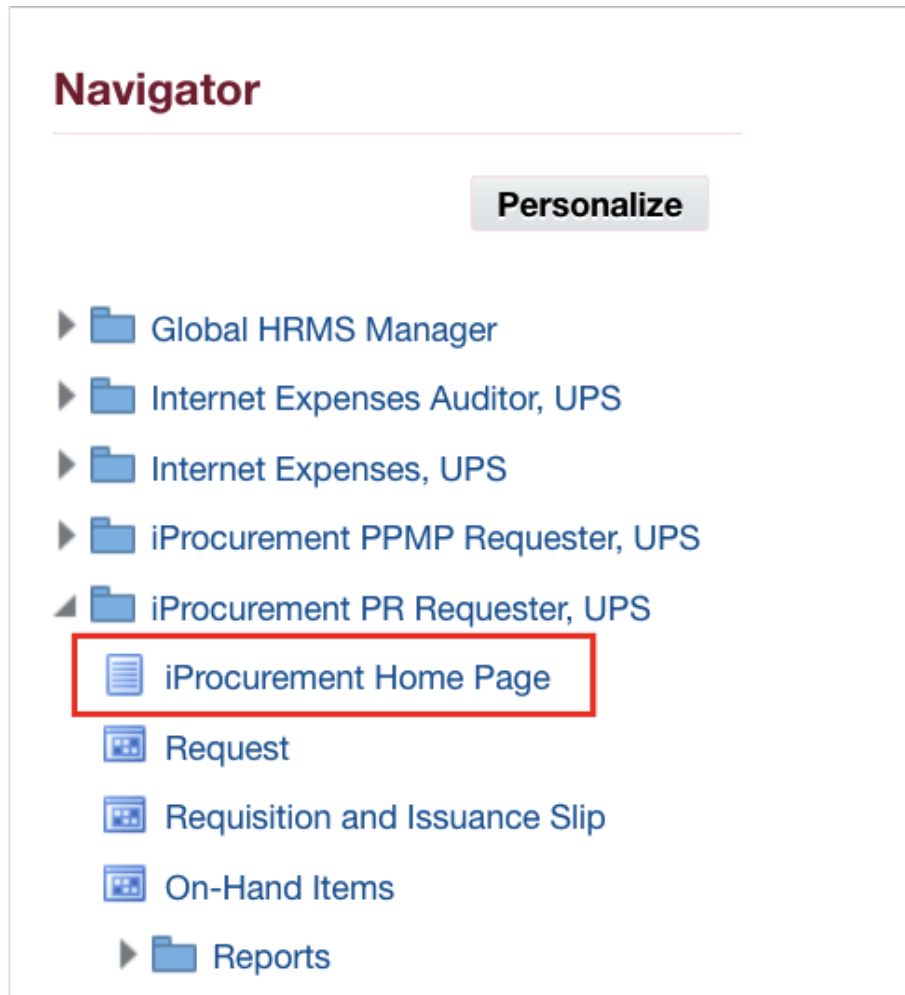 Navigator
Personalize
Global HRMS Manager
Internet Expenses Auditor, UPS
Internet Expenses, UPS
iProcurement PPMP Requester, UPS
iProcurement PR Requester, UPS
iProcurement Home Page
Request
Requisition and Issuance Slip
On-Hand Items
Reports